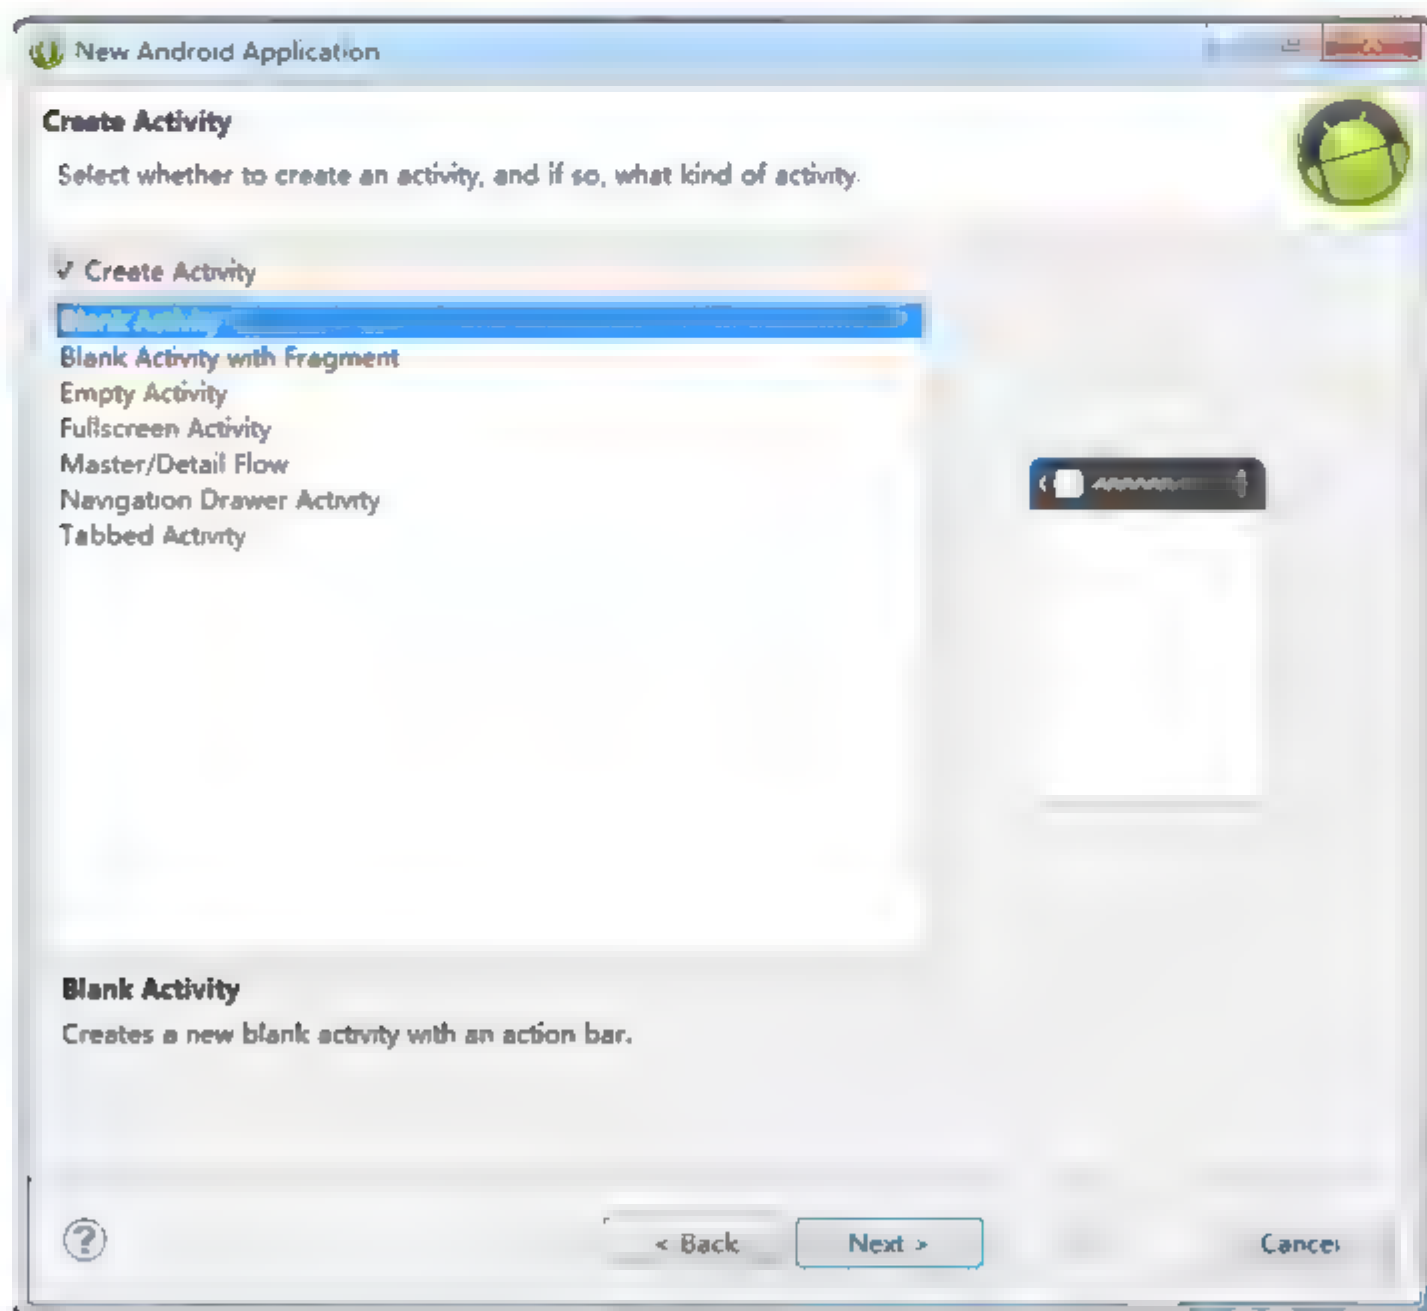 New Android Application
Create Activity
Select whether to create an activity, and if so, what kind of activity.
Create Activity
Blank Activity
Blank Activity with Fragment
Empty Activity
Fullscreen Activity
Master/Detail Flow
Navigation Drawer Activity
Tabbed Activity
Blank Activity
Creates a new blank activity with an action bar.
< Back
Next >
Cancel